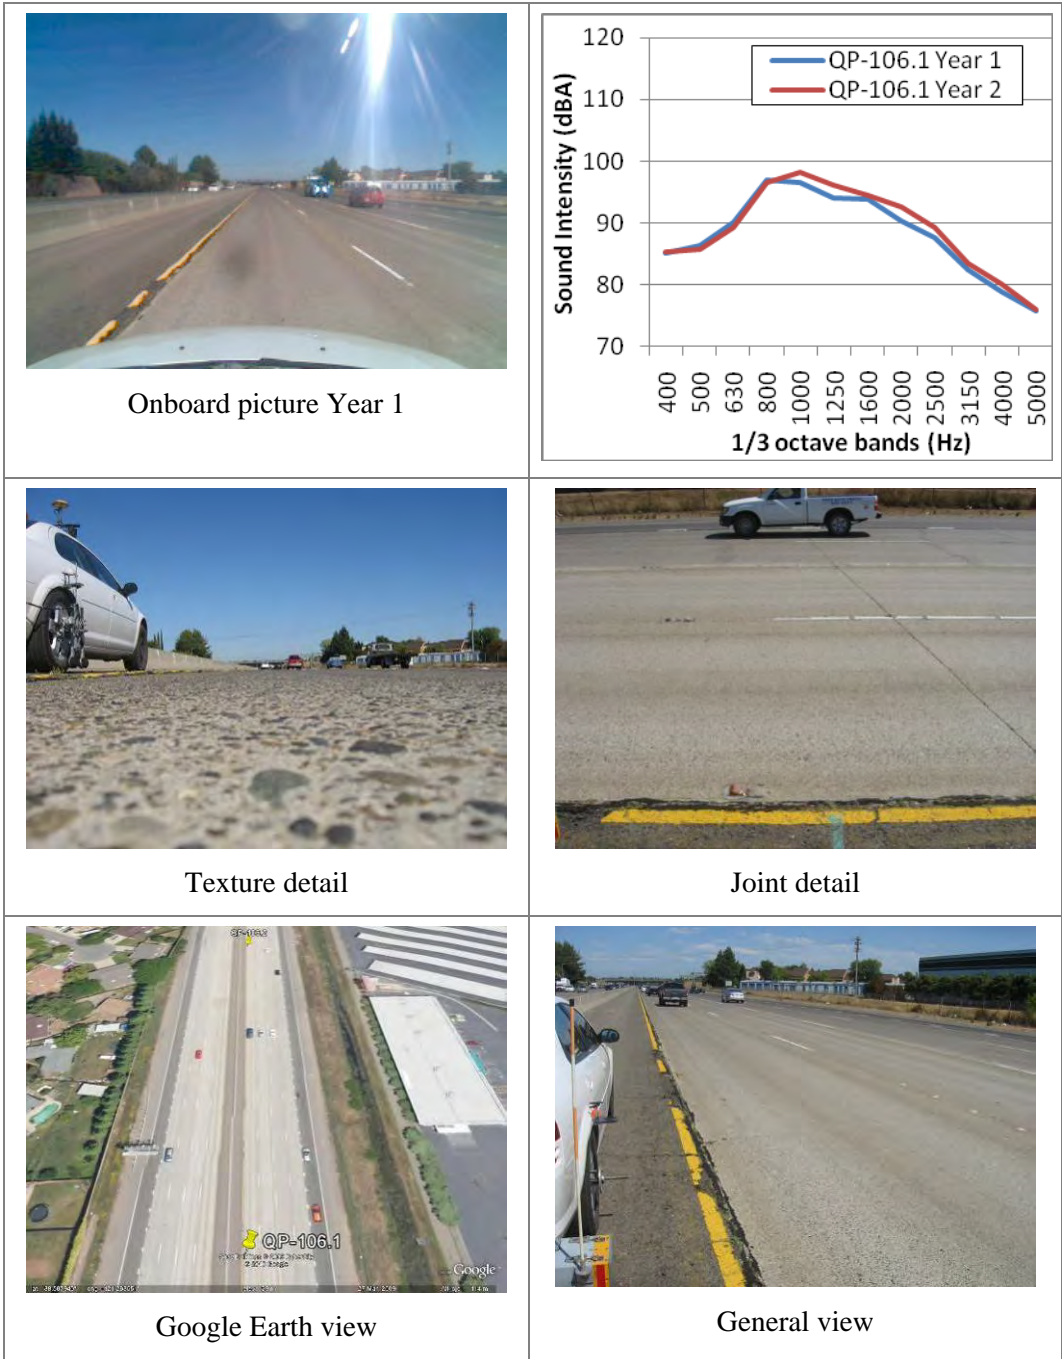 Onboard picture Year 1
120
110
100
90
80
70
Sound Intensity (dBA)
QP-106.1 Year 1
QP-106.1 Year 2
400
500
630
800
1000
1250
1600
2000
2500
3150
4000
5000
1/3 octave bands (Hz)
Texture detail
Joint detail
QP-106.1
Google
Google Earth view
General view